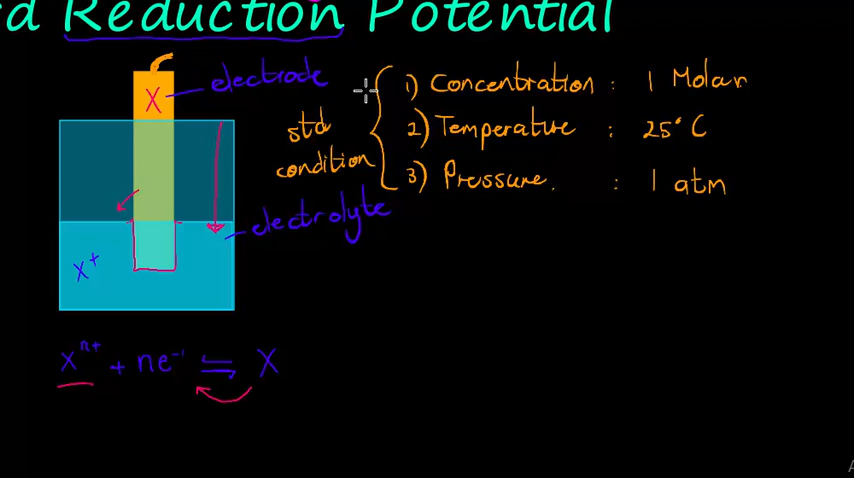 d Reduction Potential
electrode
X
std
condition
1) Concentration : 1 Molar
2) Temperature : 25° C
3) Pressure. : 1 atm
electrolyte
X⁺
Xⁿ⁺ + ne⁻¹ ⇌ X
A